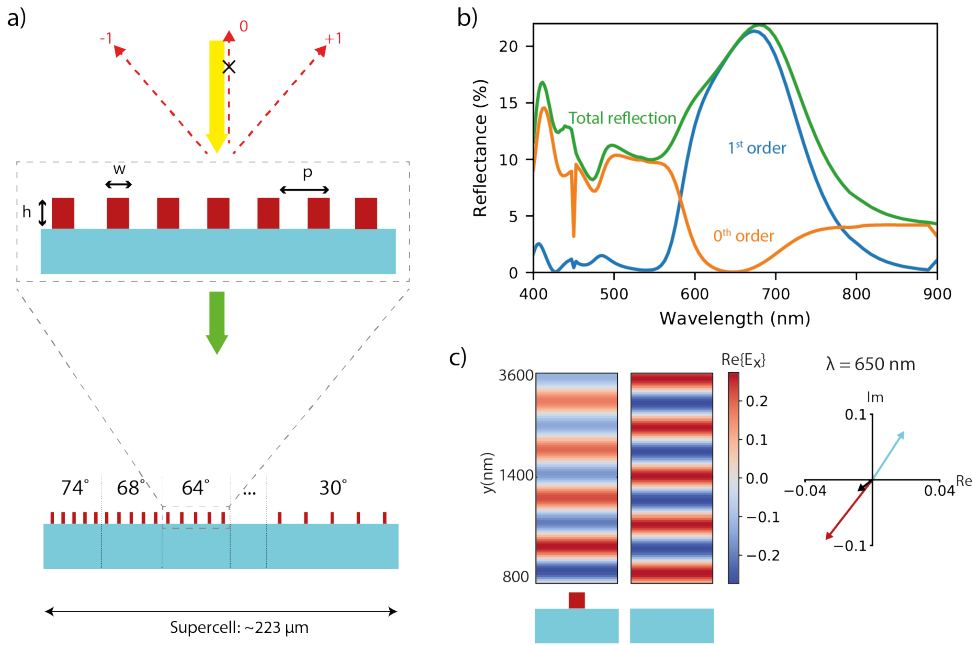 a)
-1
0
+1
w
p
h
74° 68° 64° ... 30°
Supercell: ~223 μm
b)
Reflectance (%)
20
15
10
5
0
Total reflection
1st order
0th order
400 500 600 700 800 900
Wavelength (nm)
c)
Re{Ex}
λ = 650 nm
3600
1400
800
y(nm)
0.2
0.1
0.0
−0.1
−0.2
Im
0.1
Re
−0.04
0.04
−0.1